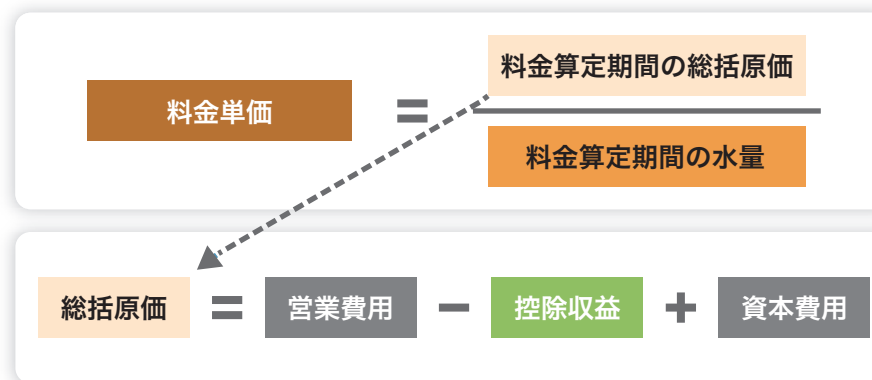 料金単価
=
料金算定期間の総括原価
料金算定期間の水量
総括原価 = 営業費用 − 控除収益 + 資本費用